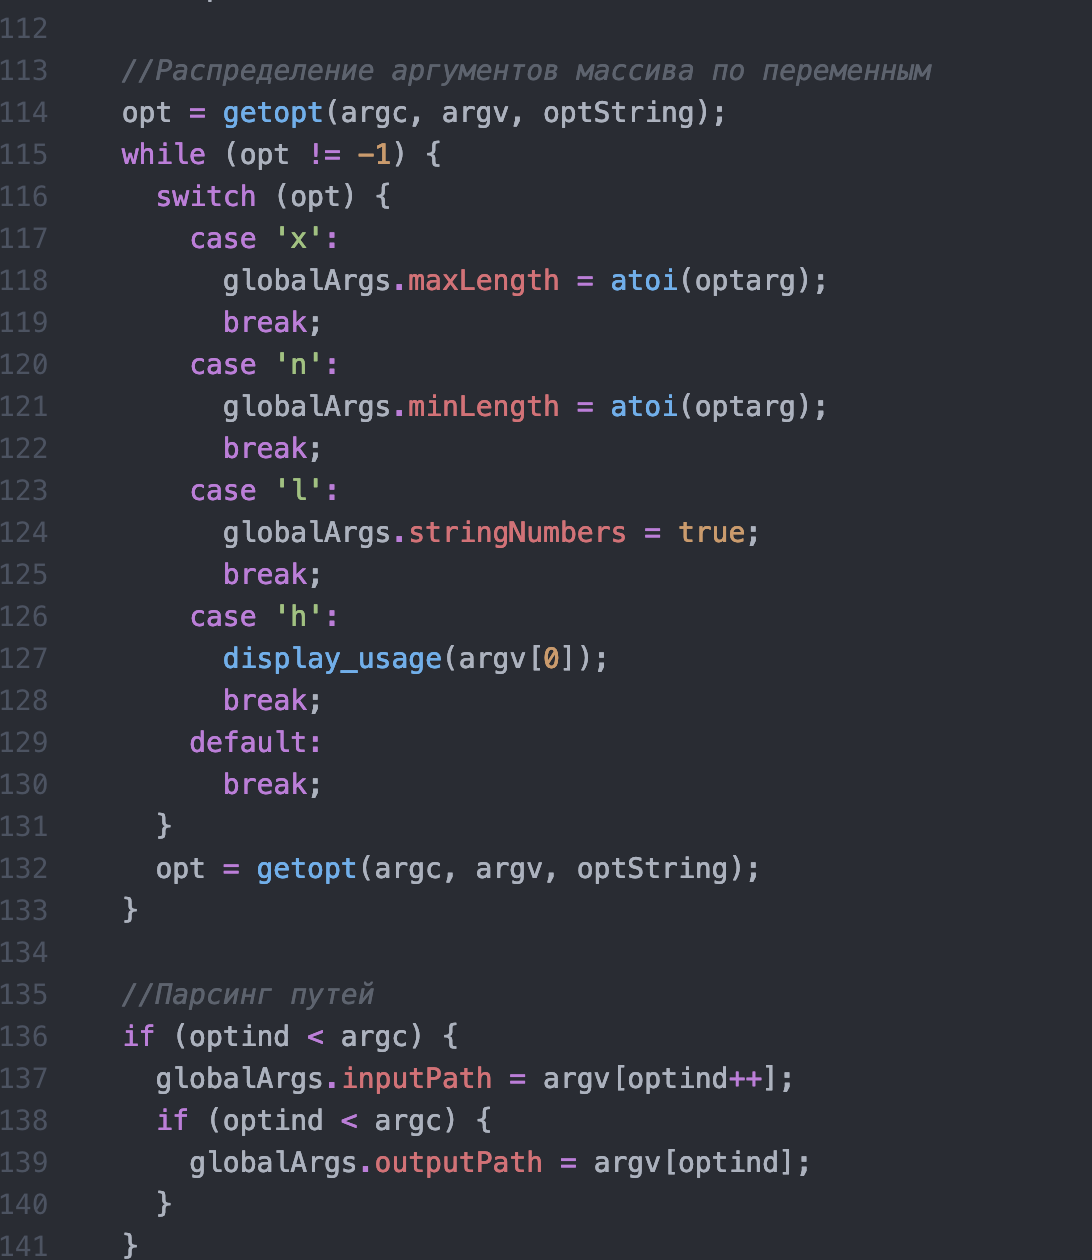 112
113 //Распределение аргументов массива по переменным
114 opt = getopt(argc, argv, optString);
115 while (opt != -1) {
116 switch (opt) {
117 case 'x':
118 globalArgs.maxLength = atoi(optarg);
119 break;
120 case 'n':
121 globalArgs.minLength = atoi(optarg);
122 break;
123 case 'l':
124 globalArgs.stringNumbers = true;
125 break;
126 case 'h':
127 display_usage(argv[0]);
128 break;
129 default:
130 break;
131 }
132 opt = getopt(argc, argv, optString);
133 }
134
135 //Парсинг путей
136 if (optind < argc) {
137 globalArgs.inputPath = argv[optind++];
138 if (optind < argc) {
139 globalArgs.outputPath = argv[optind];
140 }
141 }